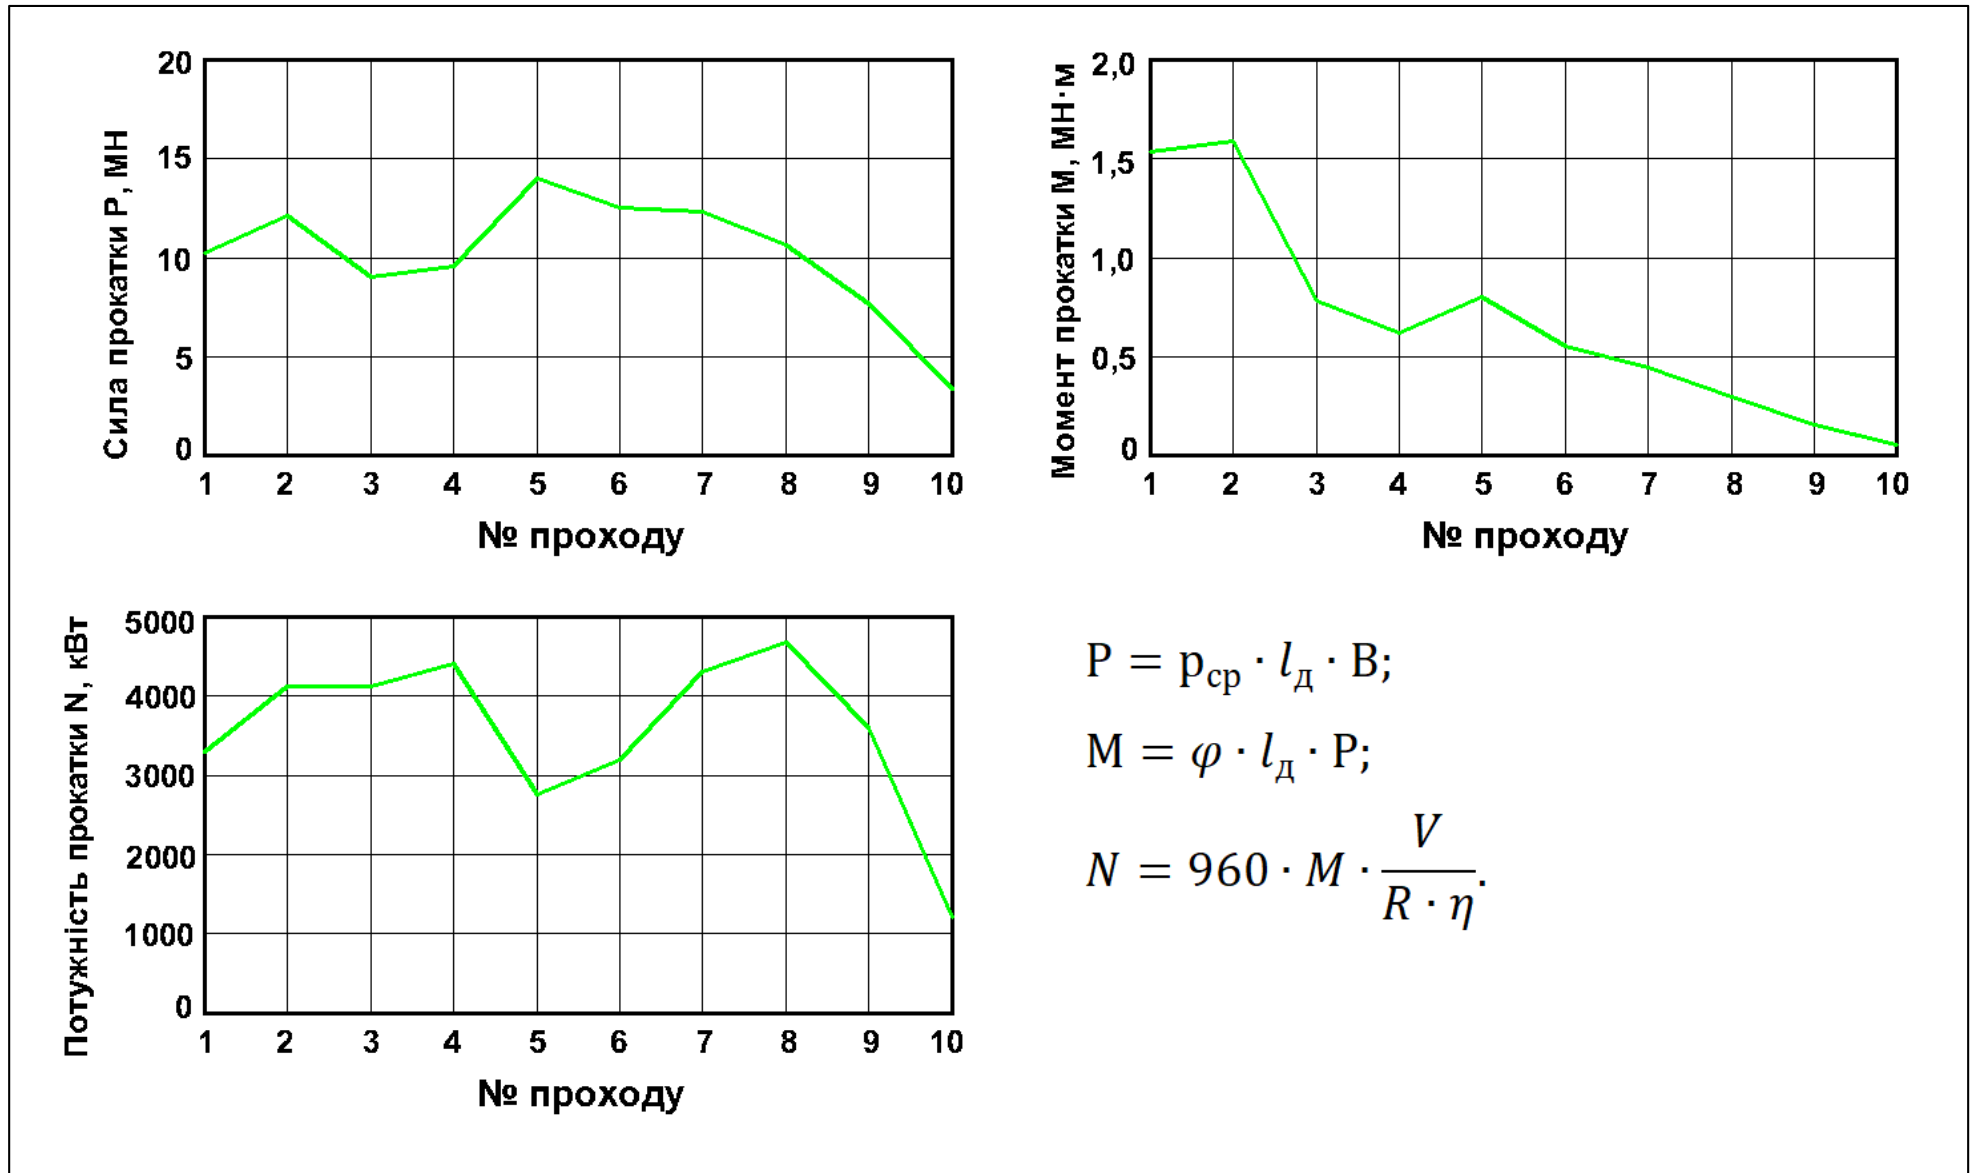 Сила прокатки P, МН
20
15
10
5
0
1 2 3 4 5 6 7 8 9 10
№ проходу
Момент прокатки М, МН·м
2,0
1,5
1,0
0,5
0
1 2 3 4 5 6 7 8 9 10
№ проходу
Потужність прокатки N, кВт
5000
4000
3000
2000
1000
0
1 2 3 4 5 6 7 8 9 10
№ проходу
P = p_ср · l_д · B;
M = φ · l_д · P;
N = 960 · M · V / (R · η).